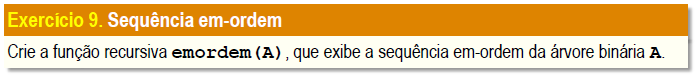 Exercício 9. Sequência em-ordem
Crie a função recursiva emordem(A), que exibe a sequência em-ordem da árvore binária A.